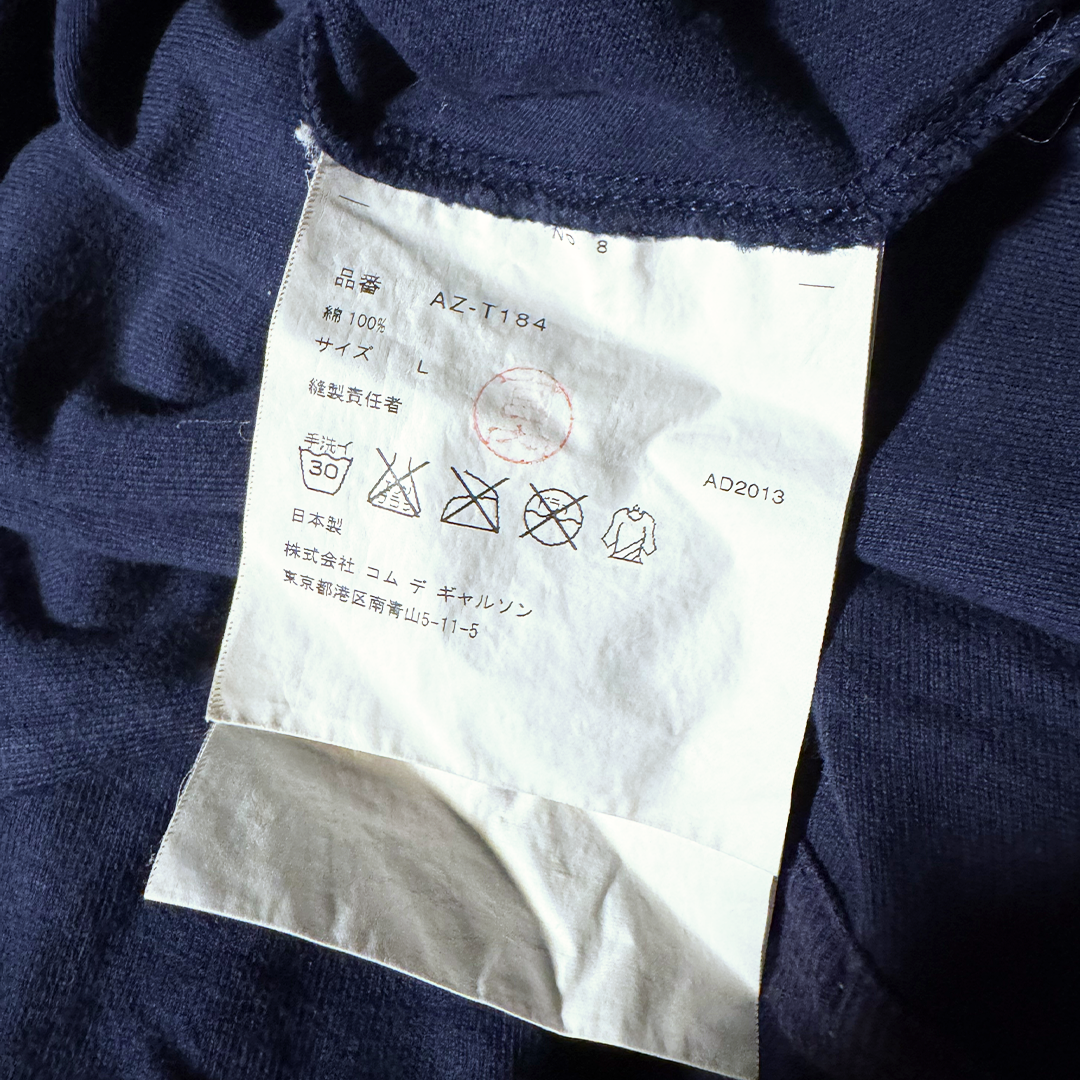 No 8
品番 AZ-T184
綿 100%
サイズ L
縫製責任者
手洗イ
30
AD2013
日本製
株式会社 コム デ ギャルソン
東京都港区南青山5-11-5